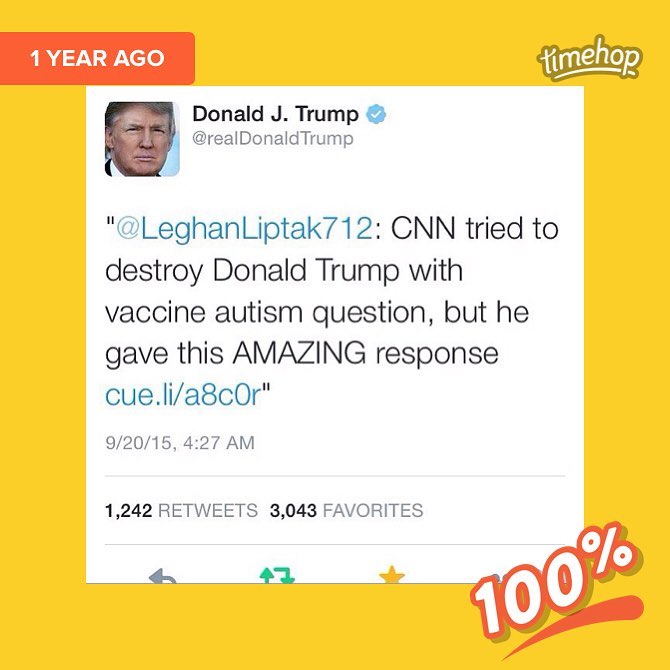 1 YEAR AGO
timehop
Donald J. Trump
@realDonaldTrump
"@LeghanLiptak712: CNN tried to
destroy Donald Trump with
vaccine autism question, but he
gave this AMAZING response
cue.li/a8c0r"
9/20/15, 4:27 AM
1,242 RETWEETS 3,043 FAVORITES
100%